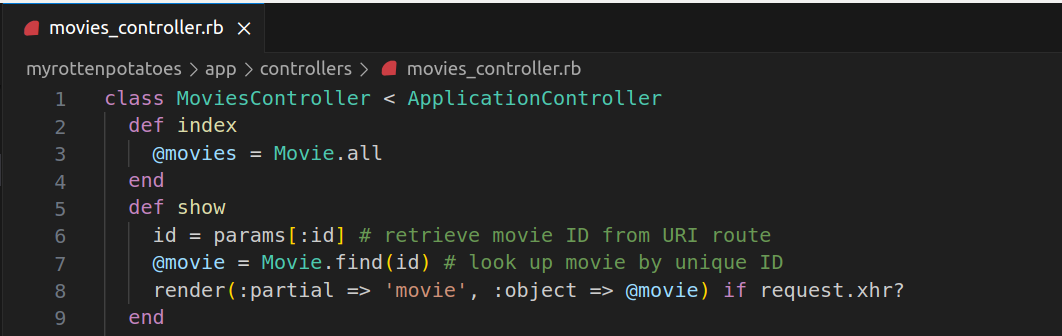 movies_controller.rb ×
myrottenpotatoes > app > controllers > movies_controller.rb
1 class MoviesController < ApplicationController
2   def index
3     @movies = Movie.all
4   end
5   def show
6     id = params[:id] # retrieve movie ID from URI route
7     @movie = Movie.find(id) # look up movie by unique ID
8     render(:partial => 'movie', :object => @movie) if request.xhr?
9   end